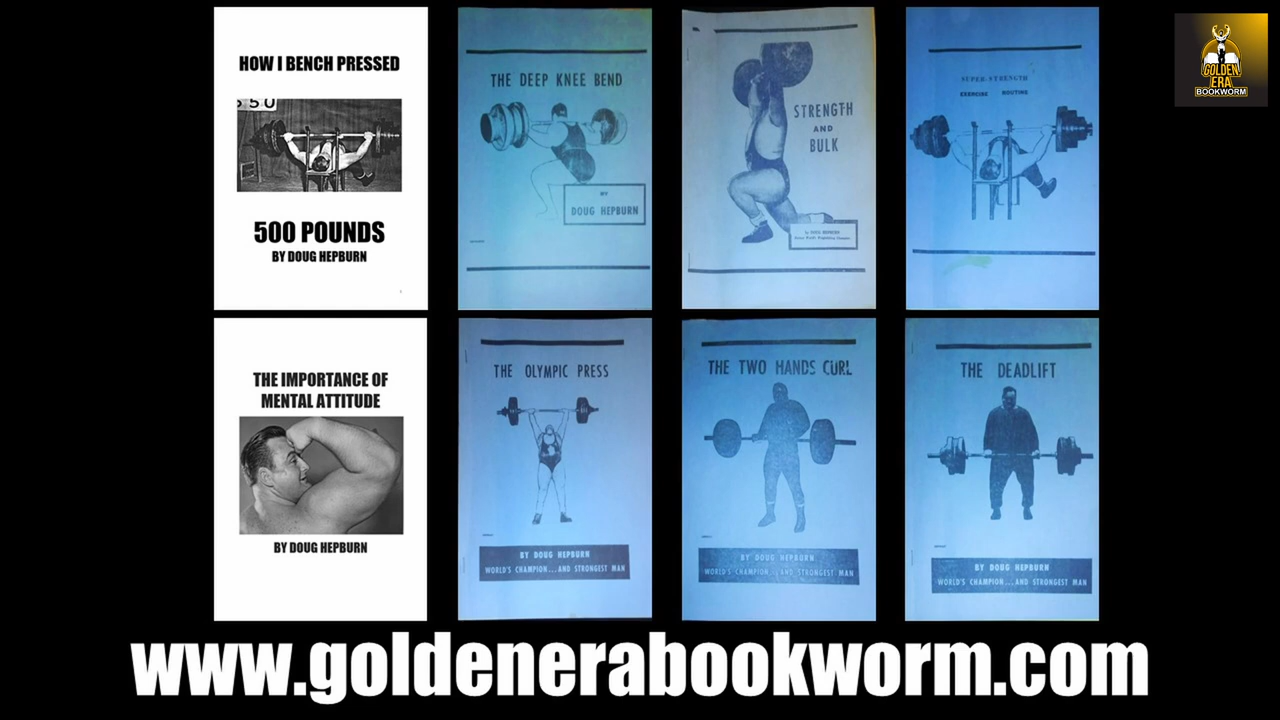 HOW I BENCH PRESSED
550
500 POUNDS
BY DOUG HEPBURN
THE DEEP KNEE BEND
BY
DOUG HEPBURN
STRENGTH
AND
BULK
SUPER-STRENGTH
EXERCISE ROUTINE
GOLDEN
ERA
BOOKWORM
THE IMPORTANCE OF
MENTAL ATTITUDE
BY DOUG HEPBURN
THE OLYMPIC PRESS
BY DOUG HEPBURN
WORLD'S CHAMPION...AND STRONGEST MAN
THE TWO HANDS CURL
BY DOUG HEPBURN
WORLD'S CHAMPION...AND STRONGEST MAN
THE DEADLIFT
BY DOUG HEPBURN
WORLD'S CHAMPION...AND STRONGEST MAN
www.goldenerabookworm.com